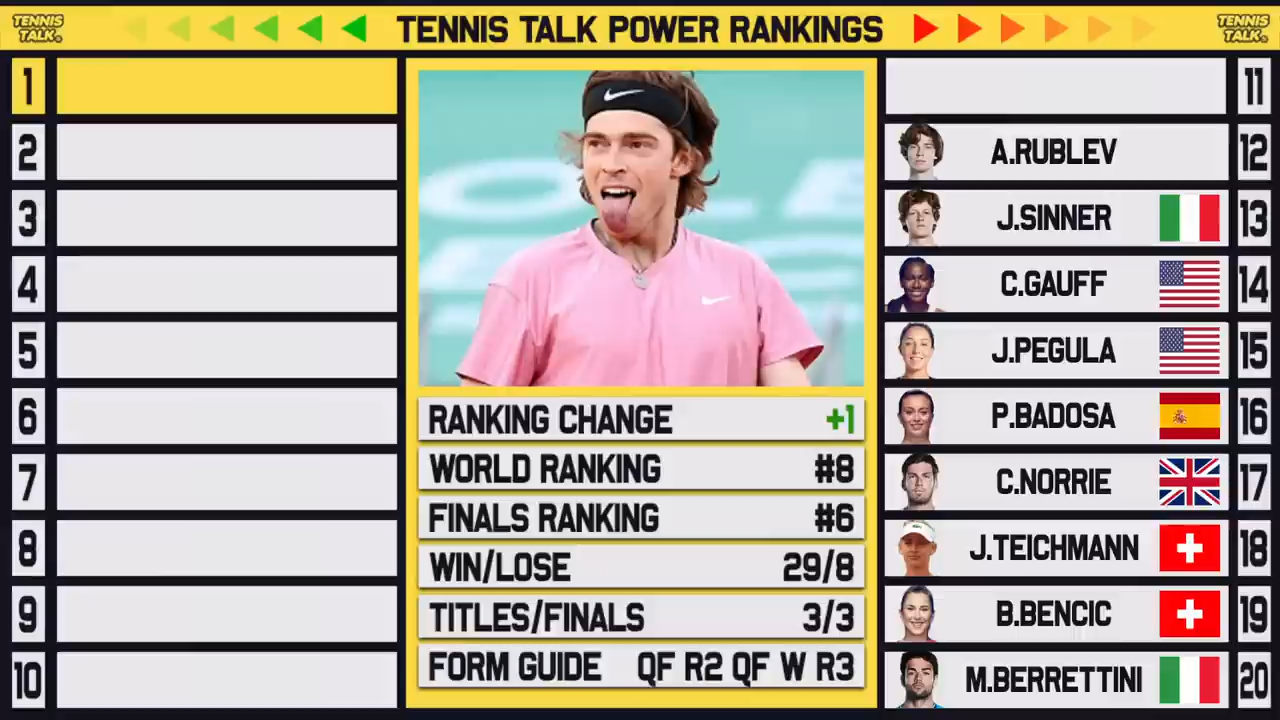 TENNIS TALK.
TENNIS TALK POWER RANKINGS
TENNIS TALK.
1
2
3
4
5
6
7
8
9
10
RANKING CHANGE +1
WORLD RANKING #8
FINALS RANKING #6
WIN/LOSE 29/8
TITLES/FINALS 3/3
FORM GUIDE QF R2 QF W R3
11
A.RUBLEV 12
J.SINNER 13
C.GAUFF 14
J.PEGULA 15
P.BADOSA 16
C.NORRIE 17
J.TEICHMANN 18
B.BENCIC 19
M.BERRETTINI 20